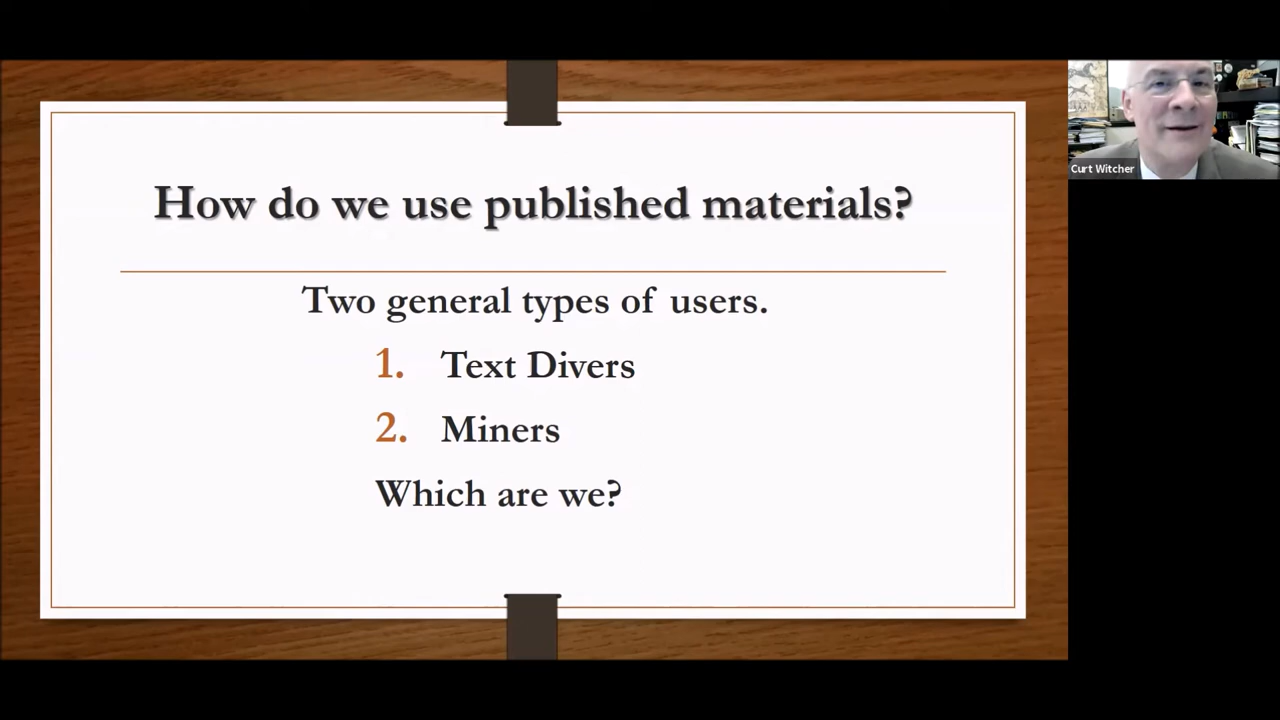 How do we use published materials?
Two general types of users.
1. Text Divers
2. Miners
Which are we?
Curt Witcher